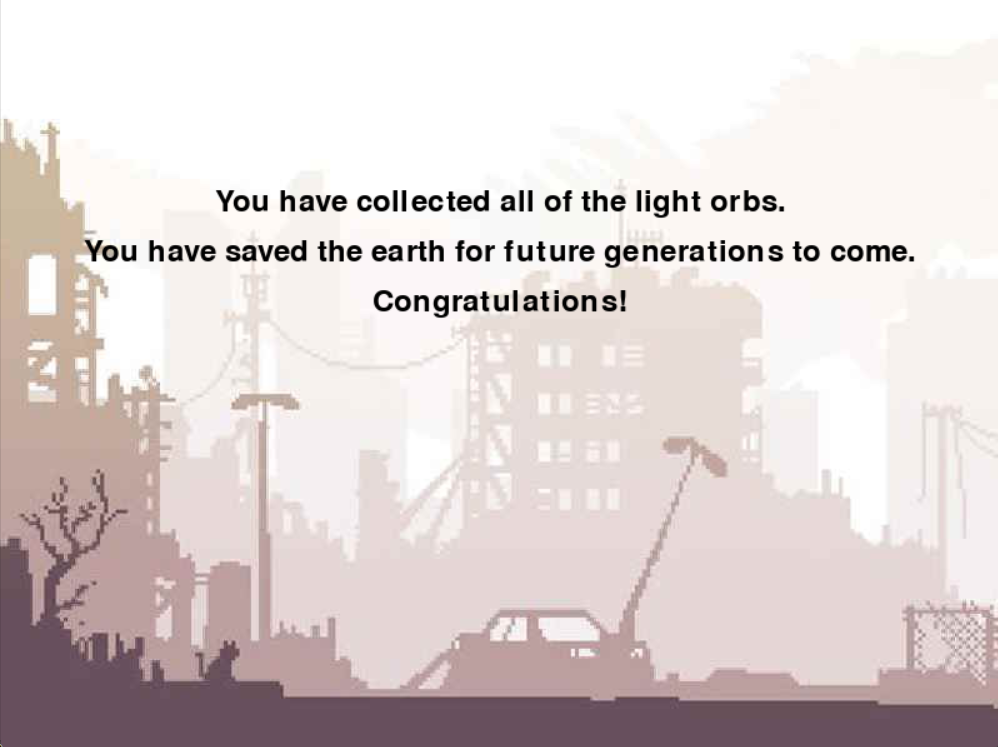 You have collected all of the light orbs.
You have saved the earth for future generations to come.
Congratulations!